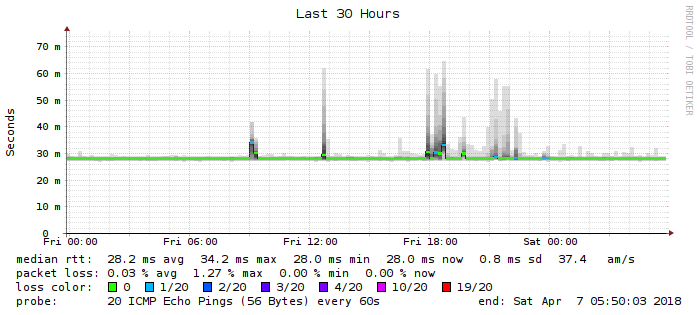 Last 30 Hours
RRDTOOL / TOBI OETIKER
Seconds
70 m
60 m
50 m
40 m
30 m
20 m
10 m
0
Fri 00:00 Fri 06:00 Fri 12:00 Fri 18:00 Sat 00:00
median rtt: 28.2 ms avg 34.2 ms max 28.0 ms min 28.0 ms now 0.8 ms sd 37.4 am/s
packet loss: 0.03 % avg 1.27 % max 0.00 % min 0.00 % now
loss color: 0 1/20 2/20 3/20 4/20 10/20 19/20
probe: 20 ICMP Echo Pings (56 Bytes) every 60s end: Sat Apr 7 05:50:03 2018